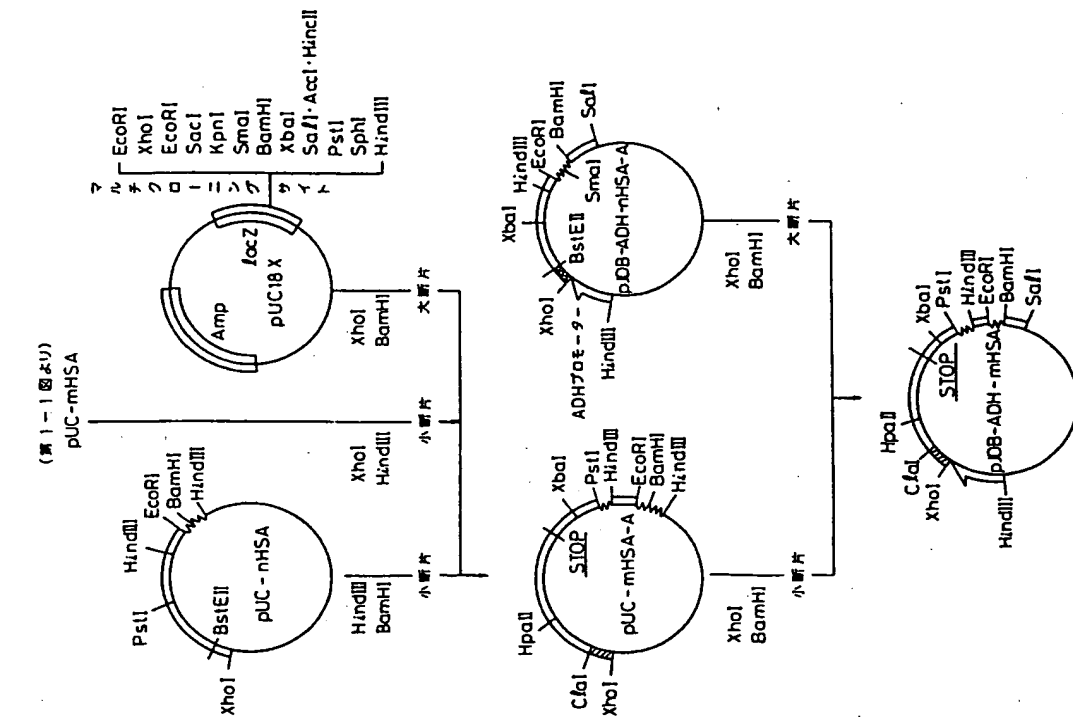 (第1－1図より)
pUC-mHSA
XhoI
HindIII
小断片
HindIII
EcoRI
BamHI
HindIII
PstI
BstEII
XhoI
pUC-nHSA
HindIII
BamHI
小断片
Amp
lacZ
pUC18X
マルチクローニングサイト
EcoRI
XhoI
EcoRI
SacI
KpnI
SmaI
BamHI
XbaI
SalI・AccI・HincII
PstI
SphI
HindIII
XhoI
BamHI
大断片
HpaII
ClaI
XhoI
STOP
XbaI
PstI
HindIII
EcoRI
BamHI
HindIII
pUC-mHSA-A
XhoI
BamHI
小断片
XbaI
HindIII
EcoRI
BamHI
SalI
SmaI
BstEII
XhoI
ADHプロモーター
HindIII
pJDB-ADH-nHSA-A
XhoI
BamHI
大断片
HpaII
ClaI
XhoI
HindIII
STOP
XbaI
PstI
HindIII
EcoRI
BamHI
SalI
pJDB-ADH-mHSA